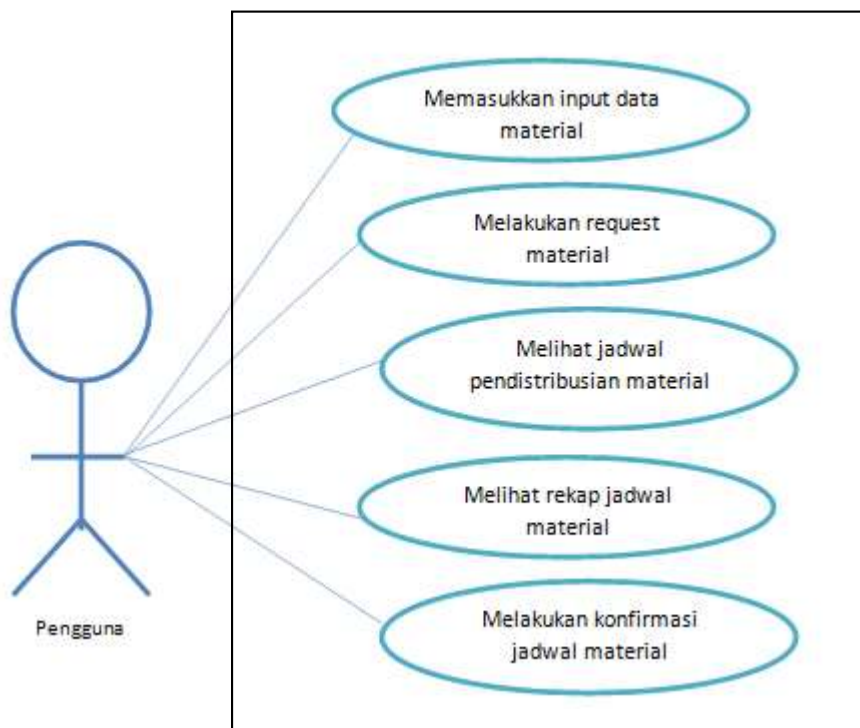 Memasukkan input data
material
Melakukan request
material
Melihat jadwal
pendistribusian material
Melihat rekap jadwal
material
Melakukan konfirmasi
jadwal material
Pengguna